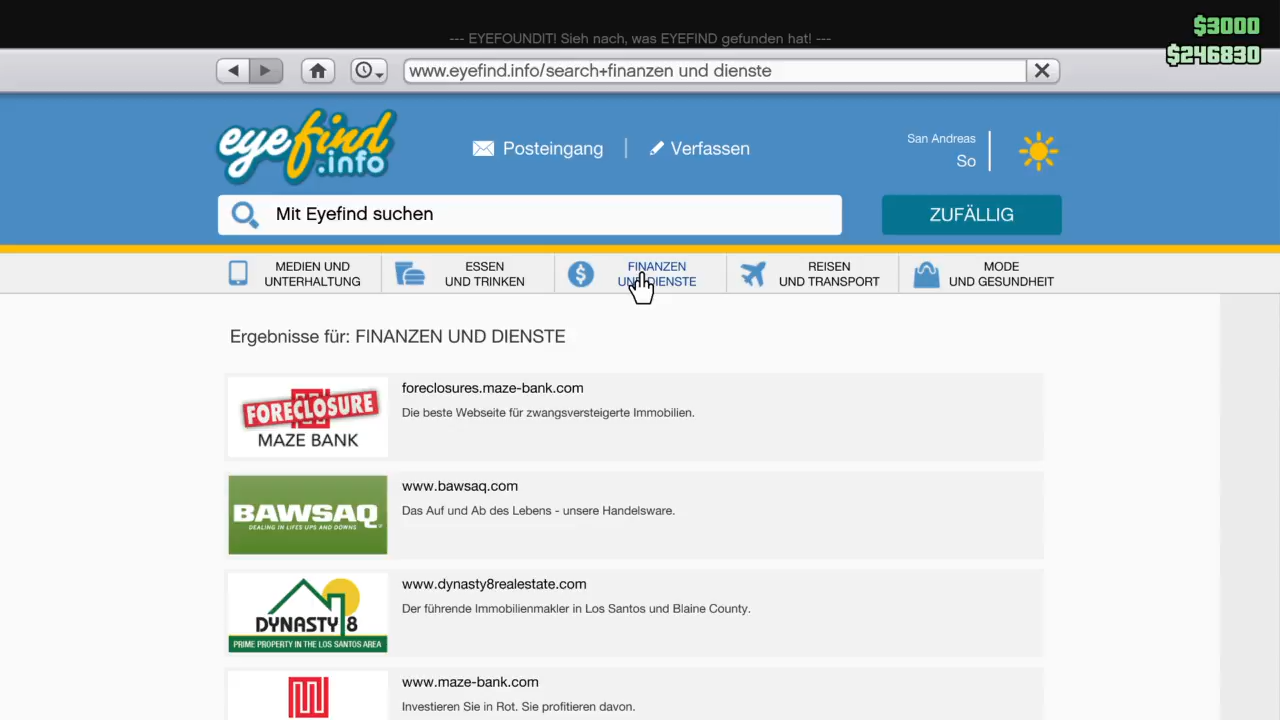 $3000
--- EYEFOUNDIT! Sieh nach, was EYEFIND gefunden hat! ---
$246830
www.eyefind.info/search+finanzen und dienste
eyefind
.info
Posteingang
Verfassen
San Andreas
So
Mit Eyefind suchen
ZUFÄLLIG
MEDIEN UND
UNTERHALTUNG
ESSEN
UND TRINKEN
FINANZEN
UND DIENSTE
REISEN
UND TRANSPORT
MODE
UND GESUNDHEIT
Ergebnisse für: FINANZEN UND DIENSTE
FORECLOSURE
MAZE BANK
foreclosures.maze-bank.com
Die beste Webseite für zwangsversteigerte Immobilien.
BAWSAQ
DEALING IN LIFES UPS AND DOWNS
www.bawsaq.com
Das Auf und Ab des Lebens - unsere Handelsware.
DYNASTY 8
PRIME PROPERTY IN THE LOS SANTOS AREA
www.dynasty8realestate.com
Der führende Immobilienmakler in Los Santos und Blaine County.
www.maze-bank.com
Investieren Sie in Rot. Sie profitieren davon.